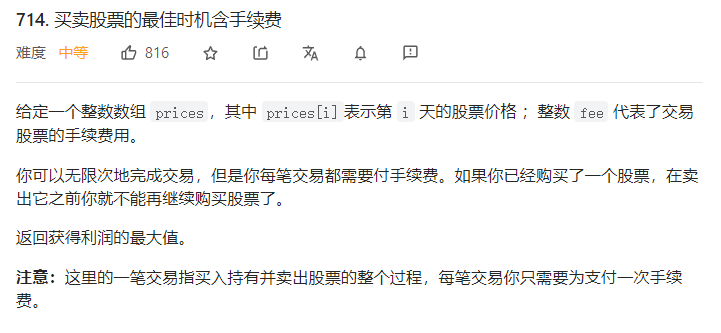 714. 买卖股票的最佳时机含手续费
难度 中等 816
给定一个整数数组 prices，其中 prices[i]表示第 i 天的股票价格 ；整数 fee 代表了交易
股票的手续费用。
你可以无限次地完成交易，但是你每笔交易都需要付手续费。如果你已经购买了一个股票，在卖
出它之前你就不能再继续购买股票了。
返回获得利润的最大值。
注意：这里的一笔交易指买入持有并卖出股票的整个过程，每笔交易你只需要为支付一次手续
费。